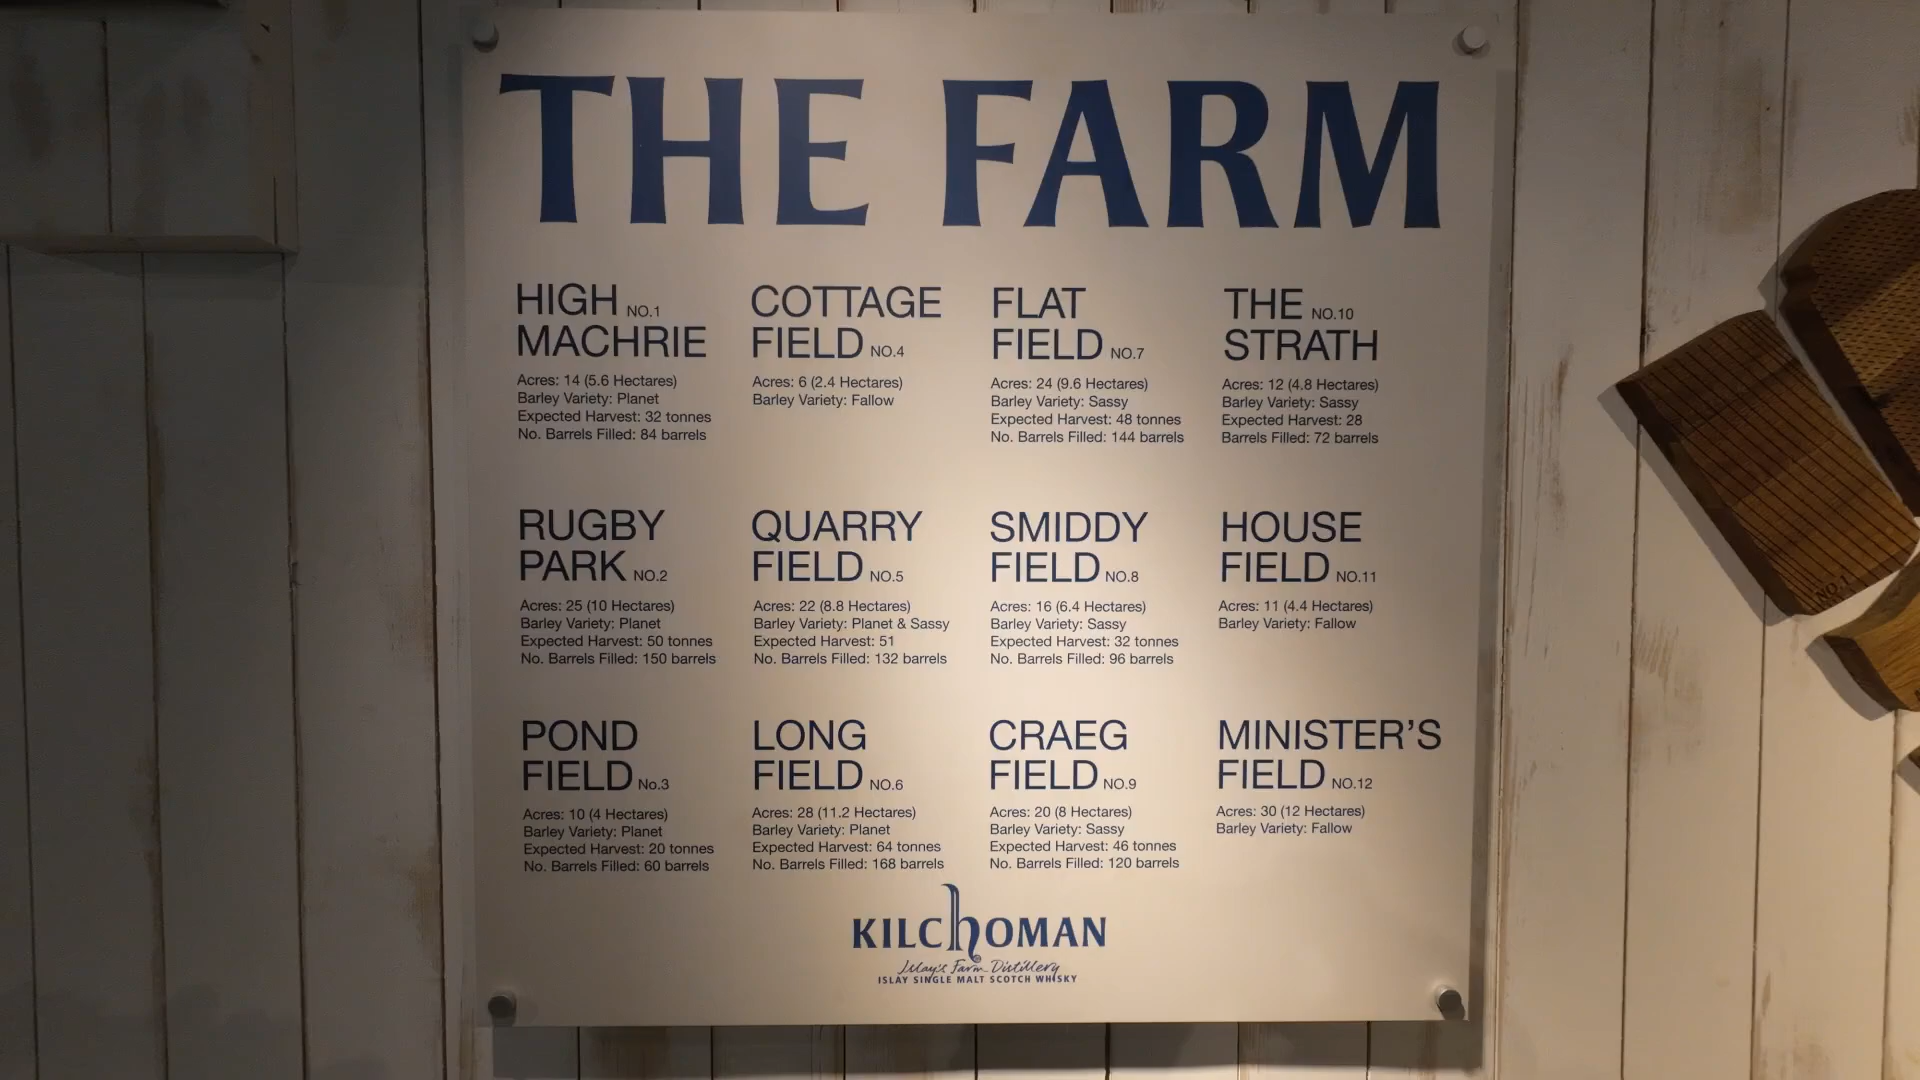 THE FARM
HIGH NO.1
MACHRIE
Acres: 14 (5.6 Hectares)
Barley Variety: Planet
Expected Harvest: 32 tonnes
No. Barrels Filled: 84 barrels
RUGBY
PARK NO.2
Acres: 25 (10 Hectares)
Barley Variety: Planet
Expected Harvest: 50 tonnes
No. Barrels Filled: 150 barrels
POND
FIELD No.3
Acres: 10 (4 Hectares)
Barley Variety: Planet
Expected Harvest: 20 tonnes
No. Barrels Filled: 60 barrels
COTTAGE
FIELD NO.4
Acres: 6 (2.4 Hectares)
Barley Variety: Fallow
QUARRY
FIELD NO.5
Acres: 22 (8.8 Hectares)
Barley Variety: Planet & Sassy
Expected Harvest: 51
No. Barrels Filled: 132 barrels
LONG
FIELD NO.6
Acres: 28 (11.2 Hectares)
Barley Variety: Planet
Expected Harvest: 64 tonnes
No. Barrels Filled: 168 barrels
FLAT
FIELD NO.7
Acres: 24 (9.6 Hectares)
Barley Variety: Sassy
Expected Harvest: 48 tonnes
No. Barrels Filled: 144 barrels
SMIDDY
FIELD NO.8
Acres: 16 (6.4 Hectares)
Barley Variety: Sassy
Expected Harvest: 32 tonnes
No. Barrels Filled: 96 barrels
CRAEG
FIELD NO.9
Acres: 20 (8 Hectares)
Barley Variety: Sassy
Expected Harvest: 46 tonnes
No. Barrels Filled: 120 barrels
THE NO.10
STRATH
Acres: 12 (4.8 Hectares)
Barley Variety: Sassy
Expected Harvest: 28
Barrels Filled: 72 barrels
HOUSE
FIELD NO.11
Acres: 11 (4.4 Hectares)
Barley Variety: Fallow
MINISTER'S
FIELD NO.12
Acres: 30 (12 Hectares)
Barley Variety: Fallow
KILCHOMAN
Islay's Farm Distillery
ISLAY SINGLE MALT SCOTCH WHISKY
NO.1